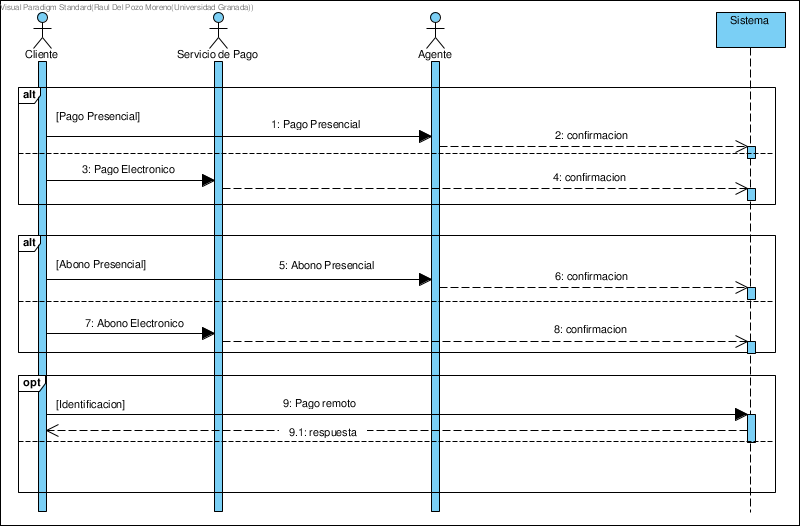 Visual Paradigm Standard(Raul Del Pozo Moreno(Universidad Granada))
Sistema
Cliente
Servicio de Pago
Agente
alt
[Pago Presencial]
1: Pago Presencial
2: confirmacion
3: Pago Electronico
4: confirmacion
alt
[Abono Presencial]
5: Abono Presencial
6: confirmacion
7: Abono Electronico
8: confirmacion
opt
[Identificacion]
9: Pago remoto
9.1: respuesta